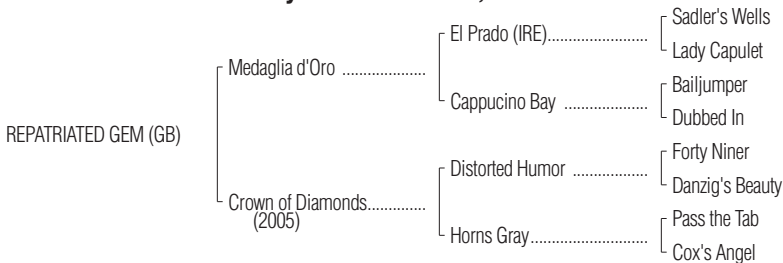 Sadler's Wells
El Prado (IRE)
Lady Capulet
Medaglia d'Oro
Bailjumper
Cappucino Bay
Dubbed In
REPATRIATED GEM (GB)
Forty Niner
Distorted Humor
Danzig's Beauty
Crown of Diamonds
(2005)
Pass the Tab
Horns Gray
Cox's Angel